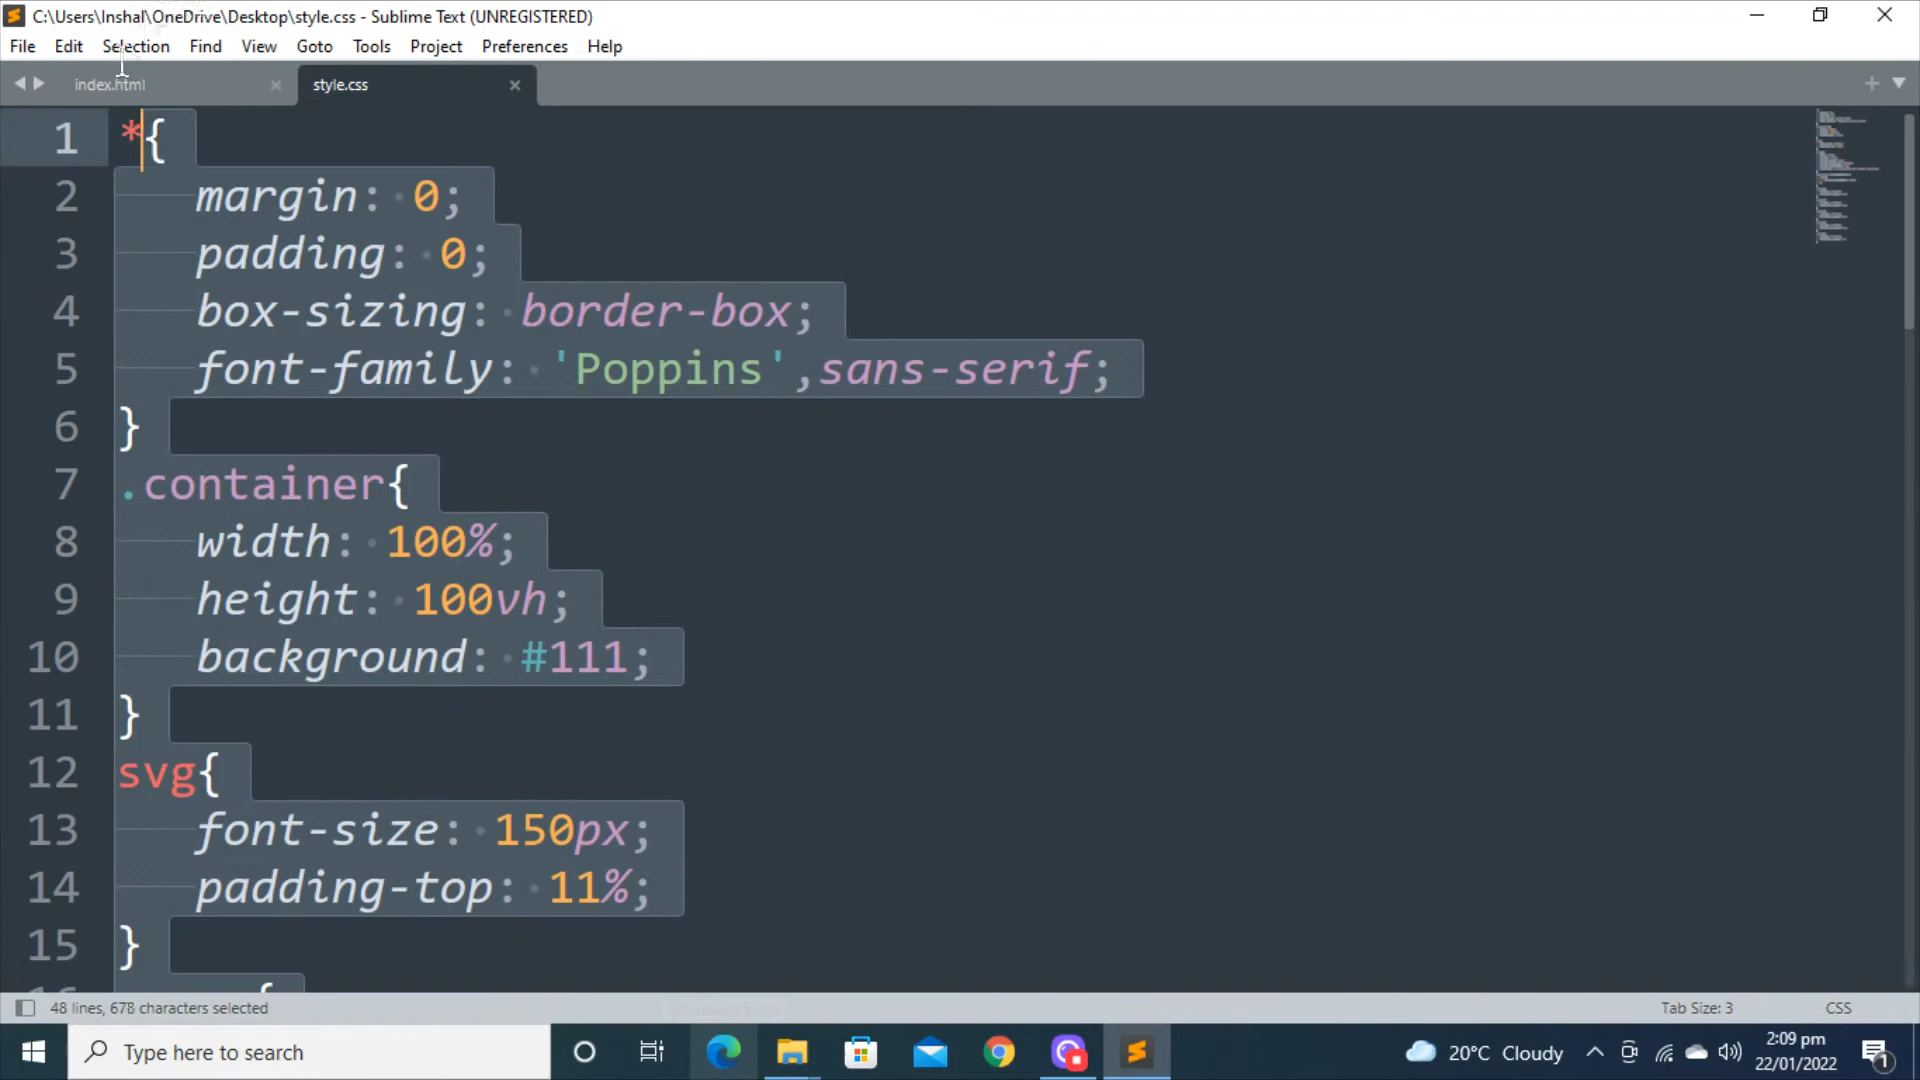 C:\Users\Inshal\OneDrive\Desktop\style.css - Sublime Text (UNREGISTERED)
File Edit Selection Find View Goto Tools Project Preferences Help
index.html style.css
1 *{
2 margin: 0;
3 padding: 0;
4 box-sizing: border-box;
5 font-family: 'Poppins',sans-serif;
6 }
7 .container{
8 width: 100%;
9 height: 100vh;
10 background: #111;
11 }
12 svg{
13 font-size: 150px;
14 padding-top: 11%;
15 }
48 lines, 678 characters selected Tab Size: 3 CSS
Type here to search 20°C Cloudy 2:09 pm
22/01/2022 1